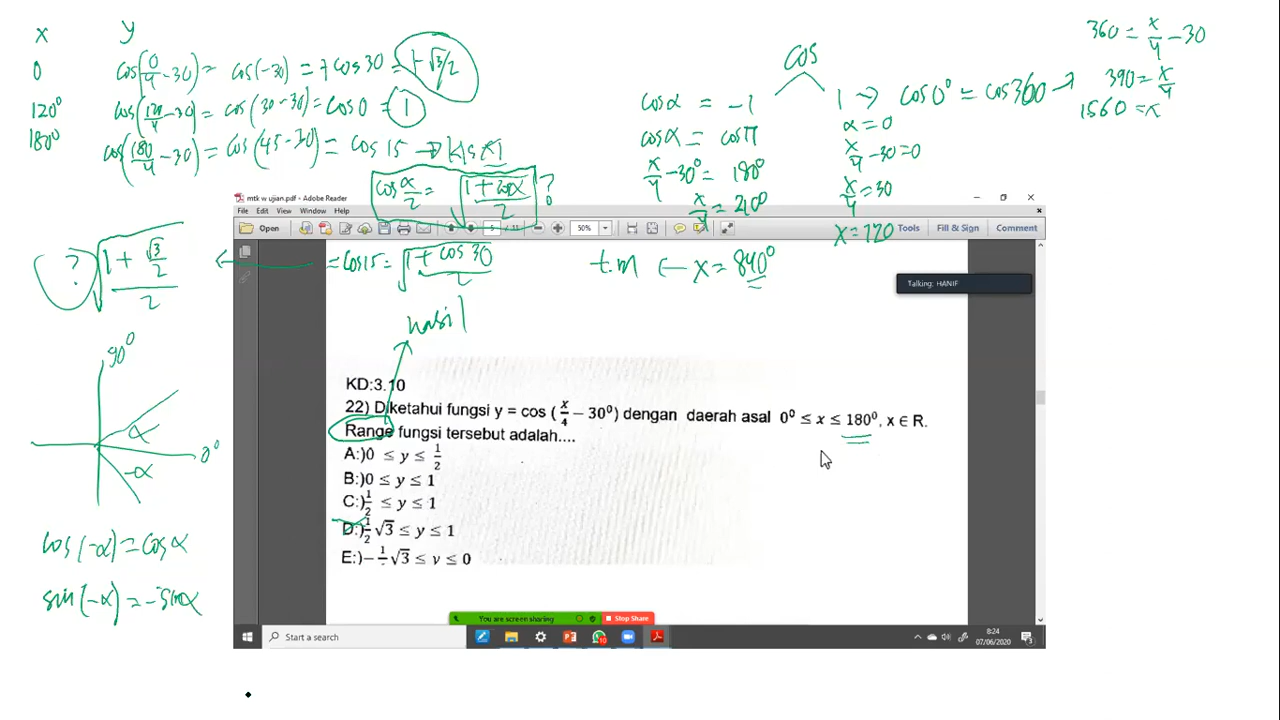 x y
0 cos(0/4-30) = cos(-30) = + cos 30 = +√3/2
120° cos(120/4-30) = cos(30-30) = cos 0 = 1
180° cos(180/4-30) = cos(45-30) = cos 15 →
cos α/2 = √(1+cos α)/2 ?
= cos 15 = √(1+cos 30)/2
? √(1+√3/2)/2
cos
cos α = -1
cos α = cos π
x/4 - 30° = 180°
x/4 = 210°
t.m ← x = 840°
1 → cos 0° = cos 360 →
α = 0
x/4 - 30 = 0
x/4 = 30
x = 120
360 = x/4 - 30
390 = x/4
1560 = x
mtk w ujian.pdf - Adobe Reader
File Edit View Window Help
Open 5 / 11 50% Tools Fill & Sign Comment
Talking: HANIF
hasil
KD:3.10
22) Diketahui fungsi y = cos (x/4 − 30⁰) dengan daerah asal 0⁰ ≤ x ≤ 180⁰, x ∈ R.
Range fungsi tersebut adalah....
A:)0 ≤ y ≤ 1/2
B:)0 ≤ y ≤ 1
C:)1/2 ≤ y ≤ 1
D:)1/2 √3 ≤ y ≤ 1
E:)−1/2 √3 ≤ y ≤ 0
90°
α
0°
-α
cos(-α) = cos α
sin(-α) = -sin α
You are screen sharing Stop Share
Start a search
8:24
07/06/2020